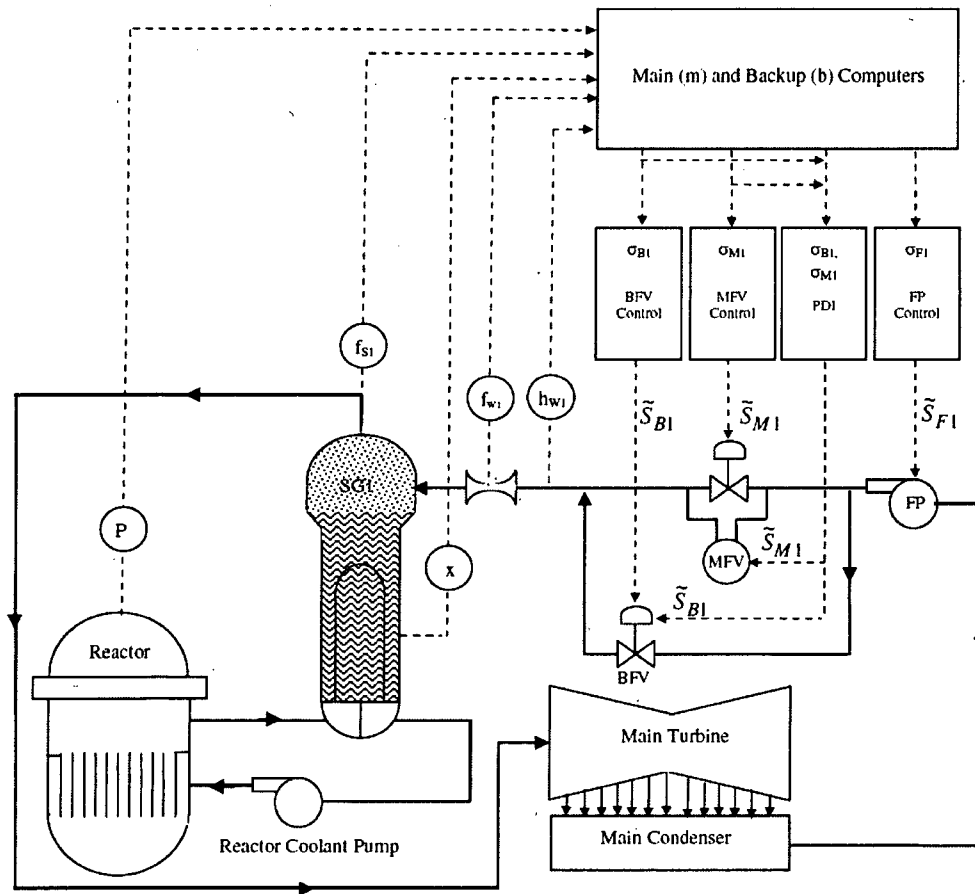 Main (m) and Backup (b) Computers
σB1
BFV
Control
σM1
MFV
Control
σB1,
σM1
PDI
σF1
FP
Control
fS1
fw1
hW1
S̃B1
S̃M1
S̃F1
SG1
FP
P
x
MFV
S̃M1
S̃B1
BFV
Reactor
Main Turbine
Reactor Coolant Pump
Main Condenser